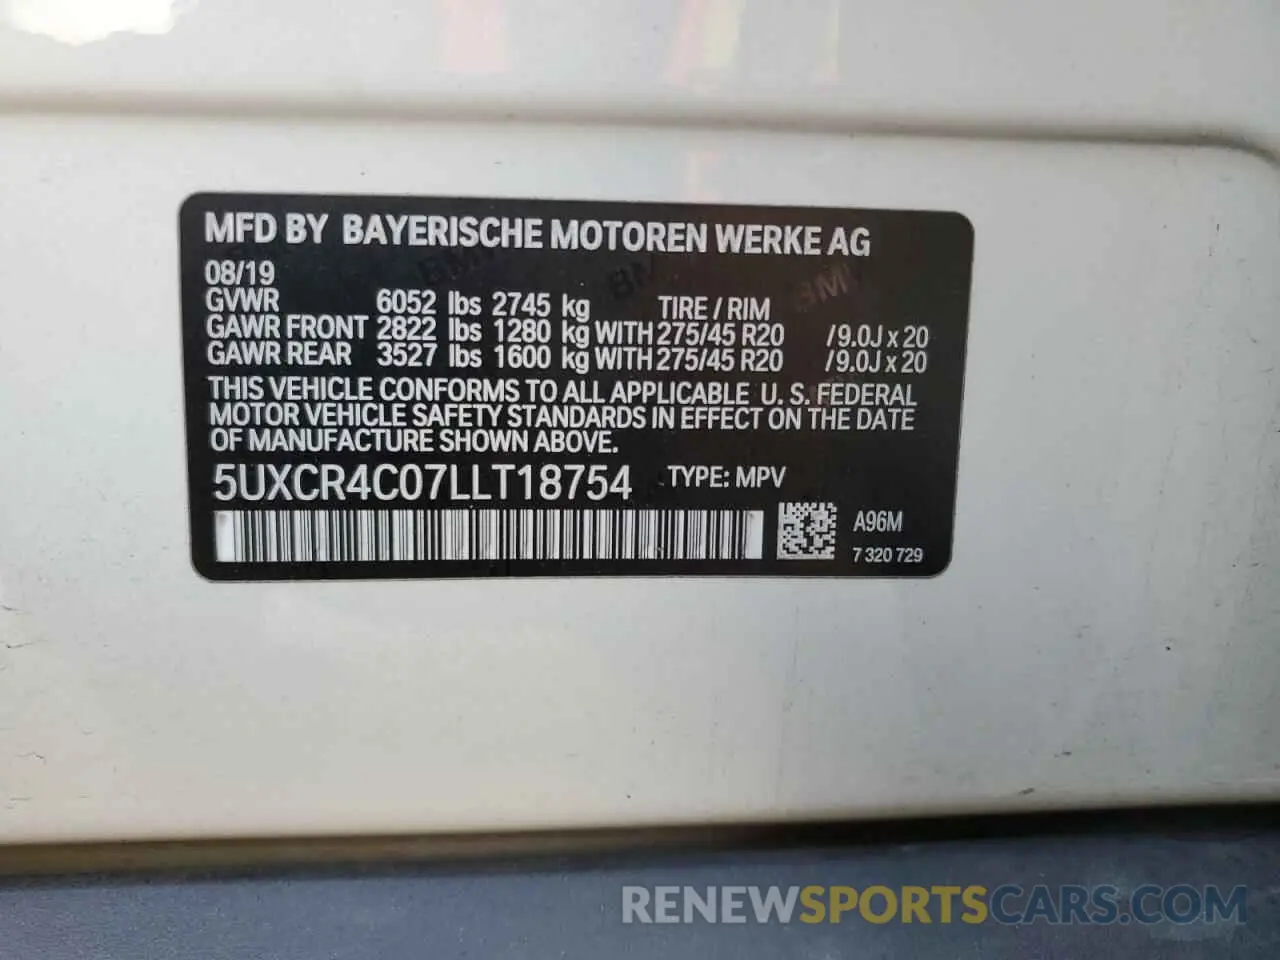 MFD BY BAYERISCHE MOTOREN WERKE AG
08/19
GVWR 6052 lbs 2745 kg TIRE / RIM
GAWR FRONT 2822 lbs 1280 kg WITH 275/45 R20 /9.0J x 20
GAWR REAR 3527 lbs 1600 kg WITH 275/45 R20 /9.0J x 20
THIS VEHICLE CONFORMS TO ALL APPLICABLE U. S. FEDERAL
MOTOR VEHICLE SAFETY STANDARDS IN EFFECT ON THE DATE
OF MANUFACTURE SHOWN ABOVE.
5UXCR4C07LLT18754 TYPE: MPV
A96M
7 320 729
RENEWSPORTSCARS.COM